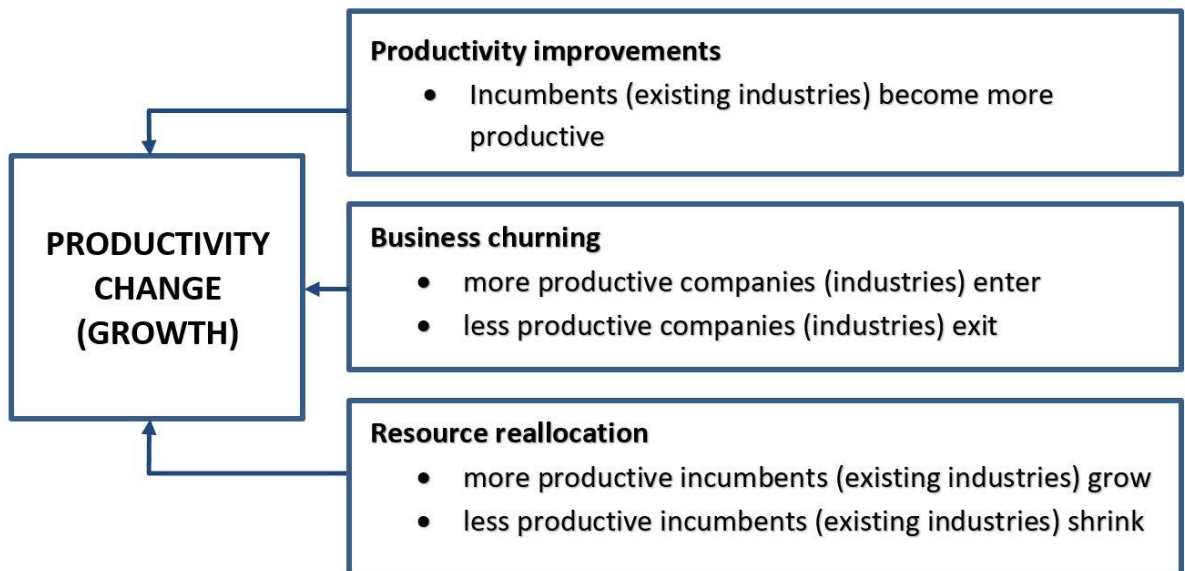 Productivity improvements
• Incumbents (existing industries) become more
productive
PRODUCTIVITY
CHANGE
(GROWTH)
Business churning
• more productive companies (industries) enter
• less productive companies (industries) exit
Resource reallocation
• more productive incumbents (existing industries) grow
• less productive incumbents (existing industries) shrink